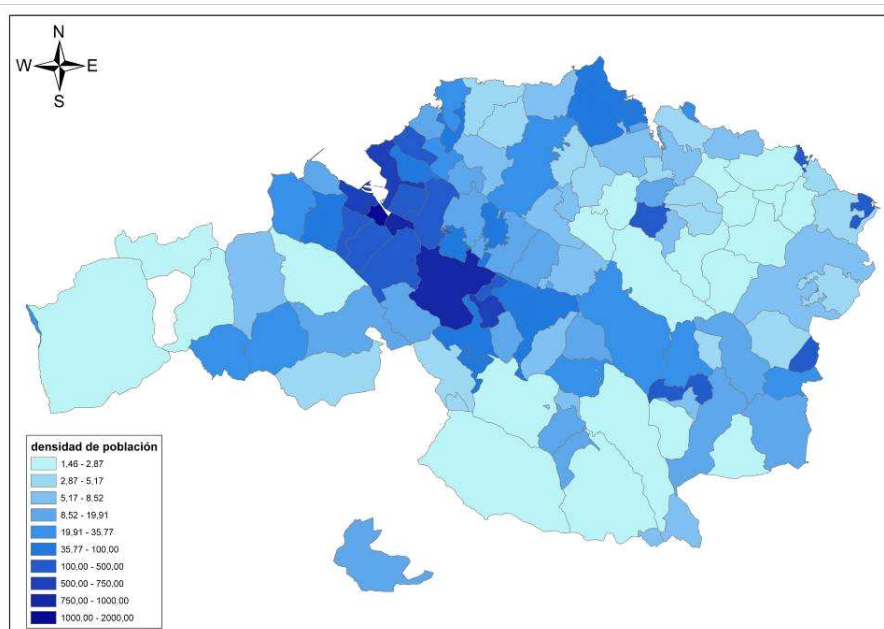 N
W E
S
densidad de población
1,46 - 2,87
2,87 - 5,17
5,17 - 8,52
8,52 - 19,91
19,91 - 35,77
35,77 - 100,00
100,00 - 500,00
500,00 - 750,00
750,00 - 1000,00
1000,00 - 2000,00